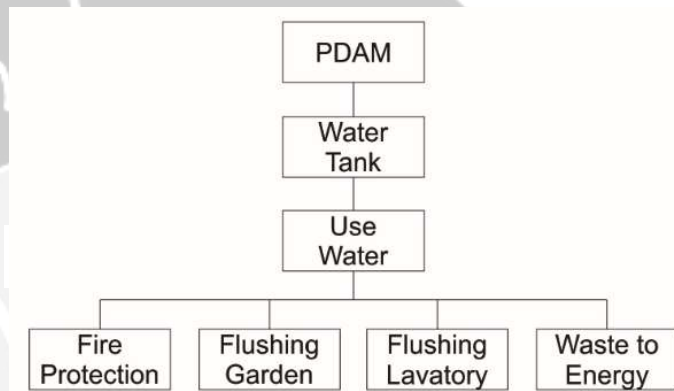 PDAM
Water
Tank
Use
Water
Fire
Protection
Flushing
Garden
Flushing
Lavatory
Waste to
Energy